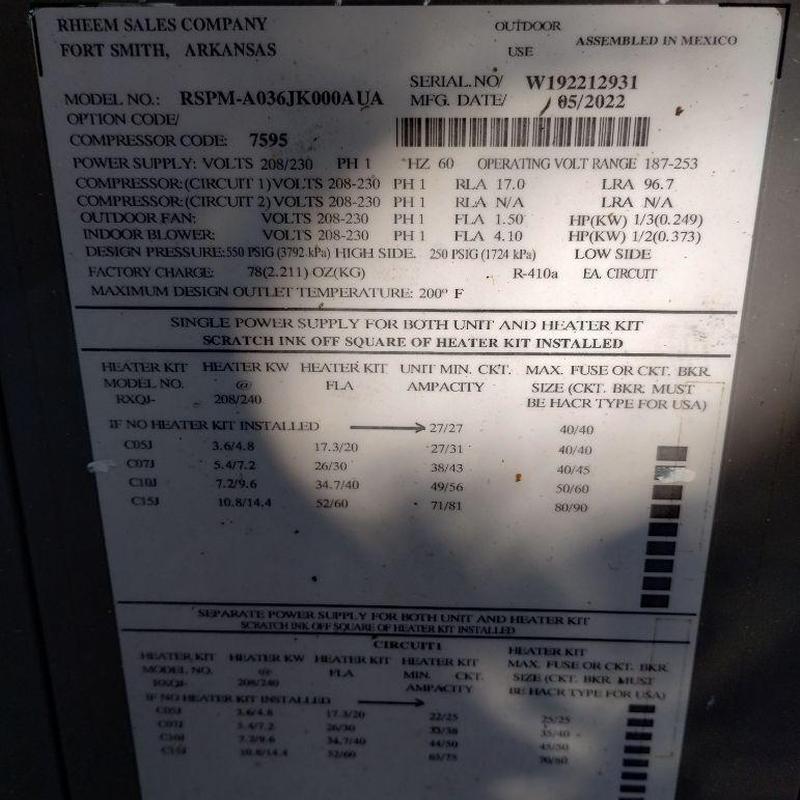 RHEEM SALES COMPANY
FORT SMITH, ARKANSAS
OUTDOOR
USE
ASSEMBLED IN MEXICO
SERIAL.NO/ W192212931
MODEL NO.: RSPM-A036JK000AUA MFG. DATE/ 05/2022
OPTION CODE/
COMPRESSOR CODE: 7595
POWER SUPPLY: VOLTS 208/230 PH 1 HZ 60 OPERATING VOLT RANGE 187-253
COMPRESSOR:(CIRCUIT 1)VOLTS 208-230 PH 1 RLA 17.0 LRA 96.7
COMPRESSOR:(CIRCUIT 2)VOLTS 208-230 PH 1 RLA N/A LRA N/A
OUTDOOR FAN: VOLTS 208-230 PH 1 FLA 1.50 HP(KW) 1/3(0.249)
INDOOR BLOWER: VOLTS 208-230 PH 1 FLA 4.10 HP(KW) 1/2(0.373)
DESIGN PRESSURE:550 PSIG (3792 kPa) HIGH SIDE. 250 PSIG (1724 kPa) LOW SIDE
FACTORY CHARGE: 78(2.211) OZ(KG) R-410a EA. CIRCUIT
MAXIMUM DESIGN OUTLET TEMPERATURE: 200° F
SINGLE POWER SUPPLY FOR BOTH UNIT AND HEATER KIT
SCRATCH INK OFF SQUARE OF HEATER KIT INSTALLED
HEATER KIT HEATER KW HEATER KIT UNIT MIN. CKT. MAX. FUSE OR CKT. BKR.
MODEL NO. @ FLA AMPACITY SIZE (CKT. BKR. MUST
RXQJ- 208/240 BE HACR TYPE FOR USA)
IF NO HEATER KIT INSTALLED 27/27 40/40
C05J 3.6/4.8 17.3/20 27/31 40/40
C07J 5.4/7.2 26/30 38/43 40/45
C10J 7.2/9.6 34.7/40 49/56 50/60
C15J 10.8/14.4 52/60 71/81 80/90
SEPARATE POWER SUPPLY FOR BOTH UNIT AND HEATER KIT
SCRATCH INK OFF SQUARE OF HEATER KIT INSTALLED
CIRCUIT1
HEATER KIT HEATER KW HEATER KIT HEATER KIT HEATER KIT
MODEL NO. @ FLA MIN. CKT. MAX. FUSE OR CKT. BKR.
RXQJ- 208/240 AMPACITY SIZE (CKT. BKR. MUST
BE HACR TYPE FOR USA)
IF NO HEATER KIT INSTALLED
C05J 3.6/4.8 17.3/20 22/25 25/25
C07J 5.4/7.2 26/30 33/38 35/40
C10J 7.2/9.6 34.7/40 44/50 45/50
C15J 10.8/14.4 52/60 65/75 70/80